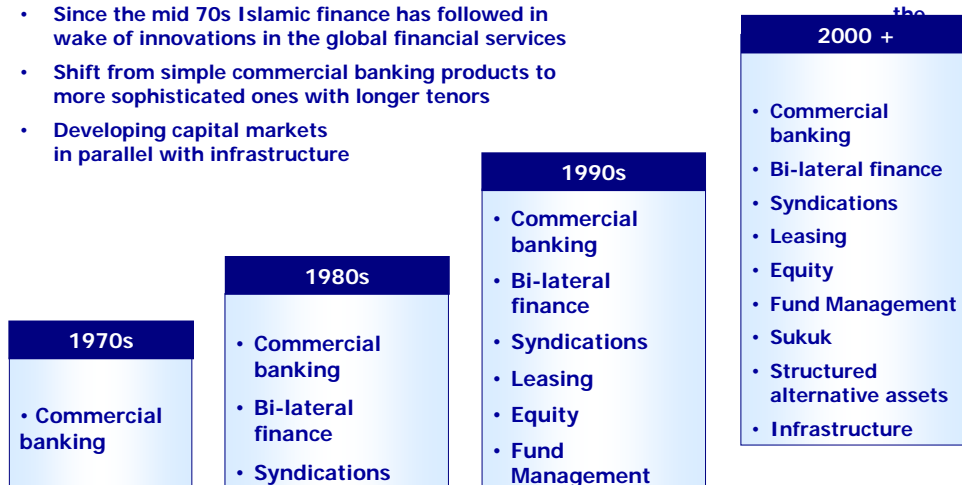 • Since the mid 70s Islamic finance has followed in the
wake of innovations in the global financial services
• Shift from simple commercial banking products to
more sophisticated ones with longer tenors
• Developing capital markets
in parallel with infrastructure
1970s
• Commercial
banking
1980s
• Commercial
banking
• Bi-lateral
finance
• Syndications
1990s
• Commercial
banking
• Bi-lateral
finance
• Syndications
• Leasing
• Equity
• Fund
Management
2000 +
• Commercial
banking
• Bi-lateral finance
• Syndications
• Leasing
• Equity
• Fund Management
• Sukuk
• Structured
alternative assets
• Infrastructure